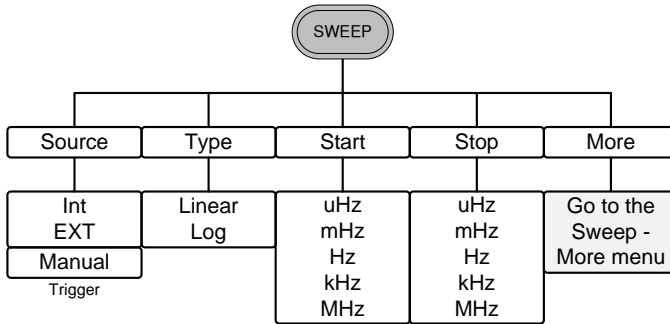 SWEEP
Source
Type
Start
Stop
More
Int
EXT
Manual
Trigger
Linear
Log
uHz
mHz
Hz
kHz
MHz
uHz
mHz
Hz
kHz
MHz
Go to the
Sweep -
More menu